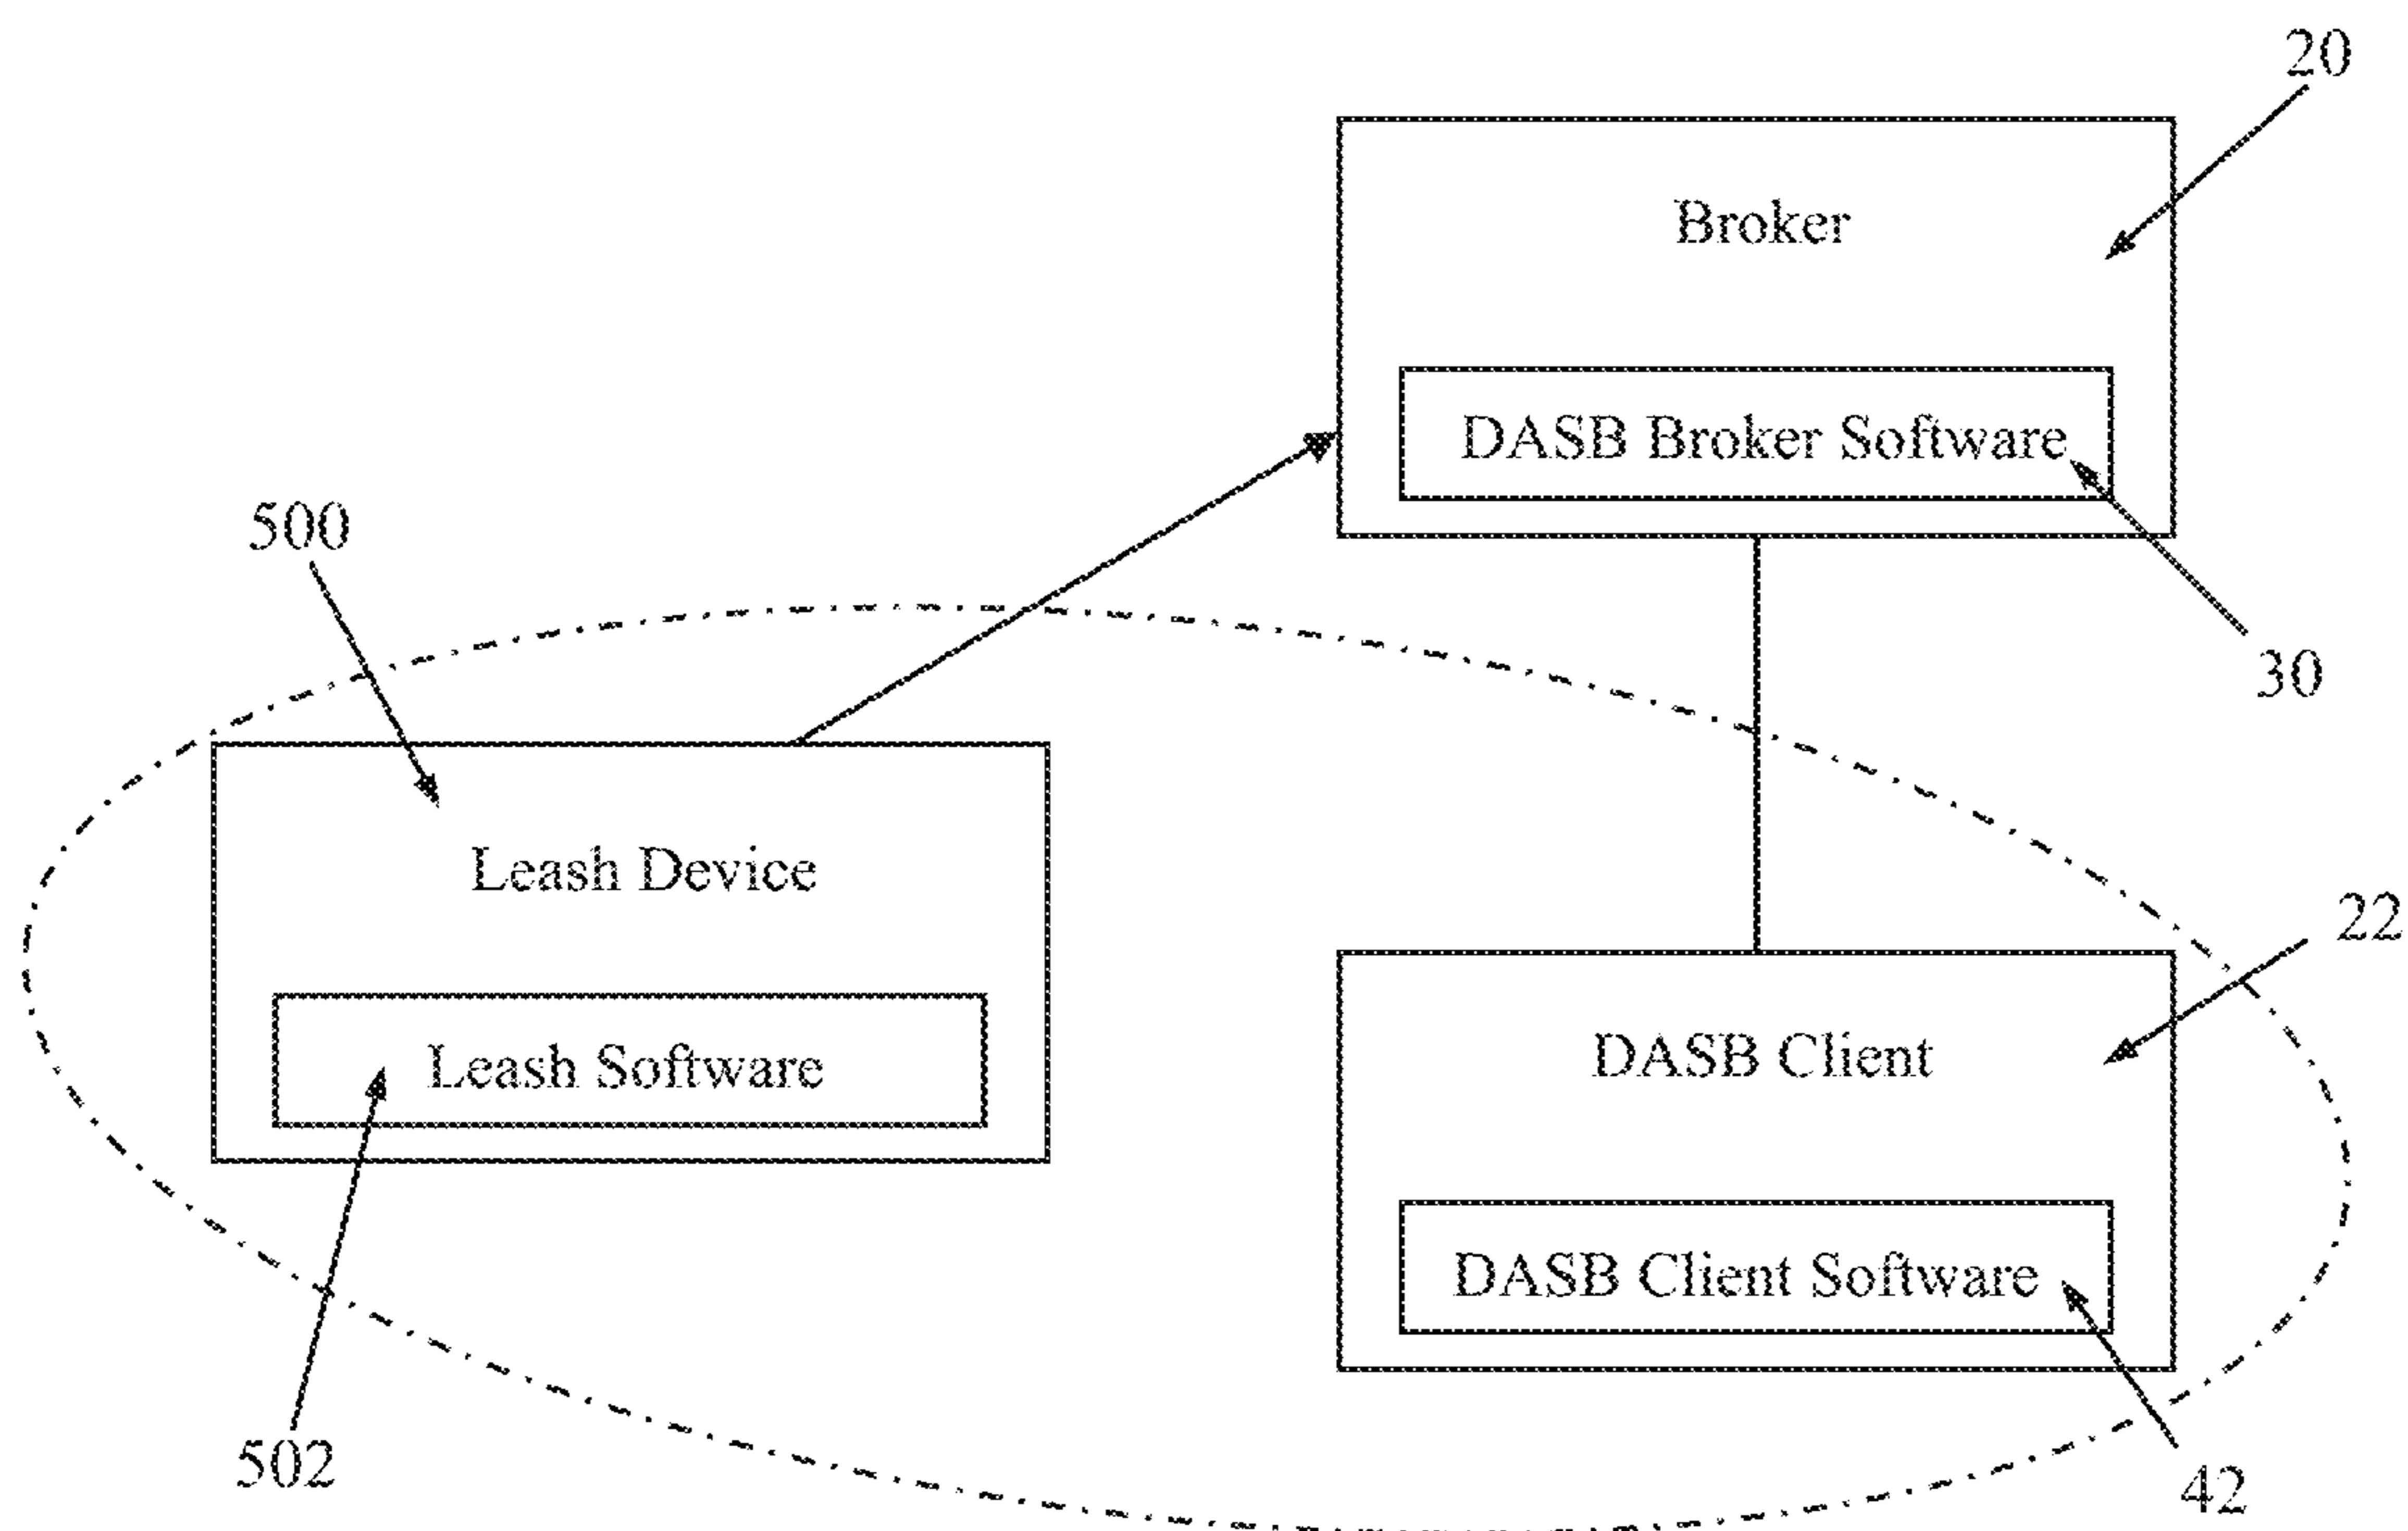 20
Broker
DASB Broker Software
500
30
Leash Device
22
DASB Client
Leash Software
DASB Client Software
502
42